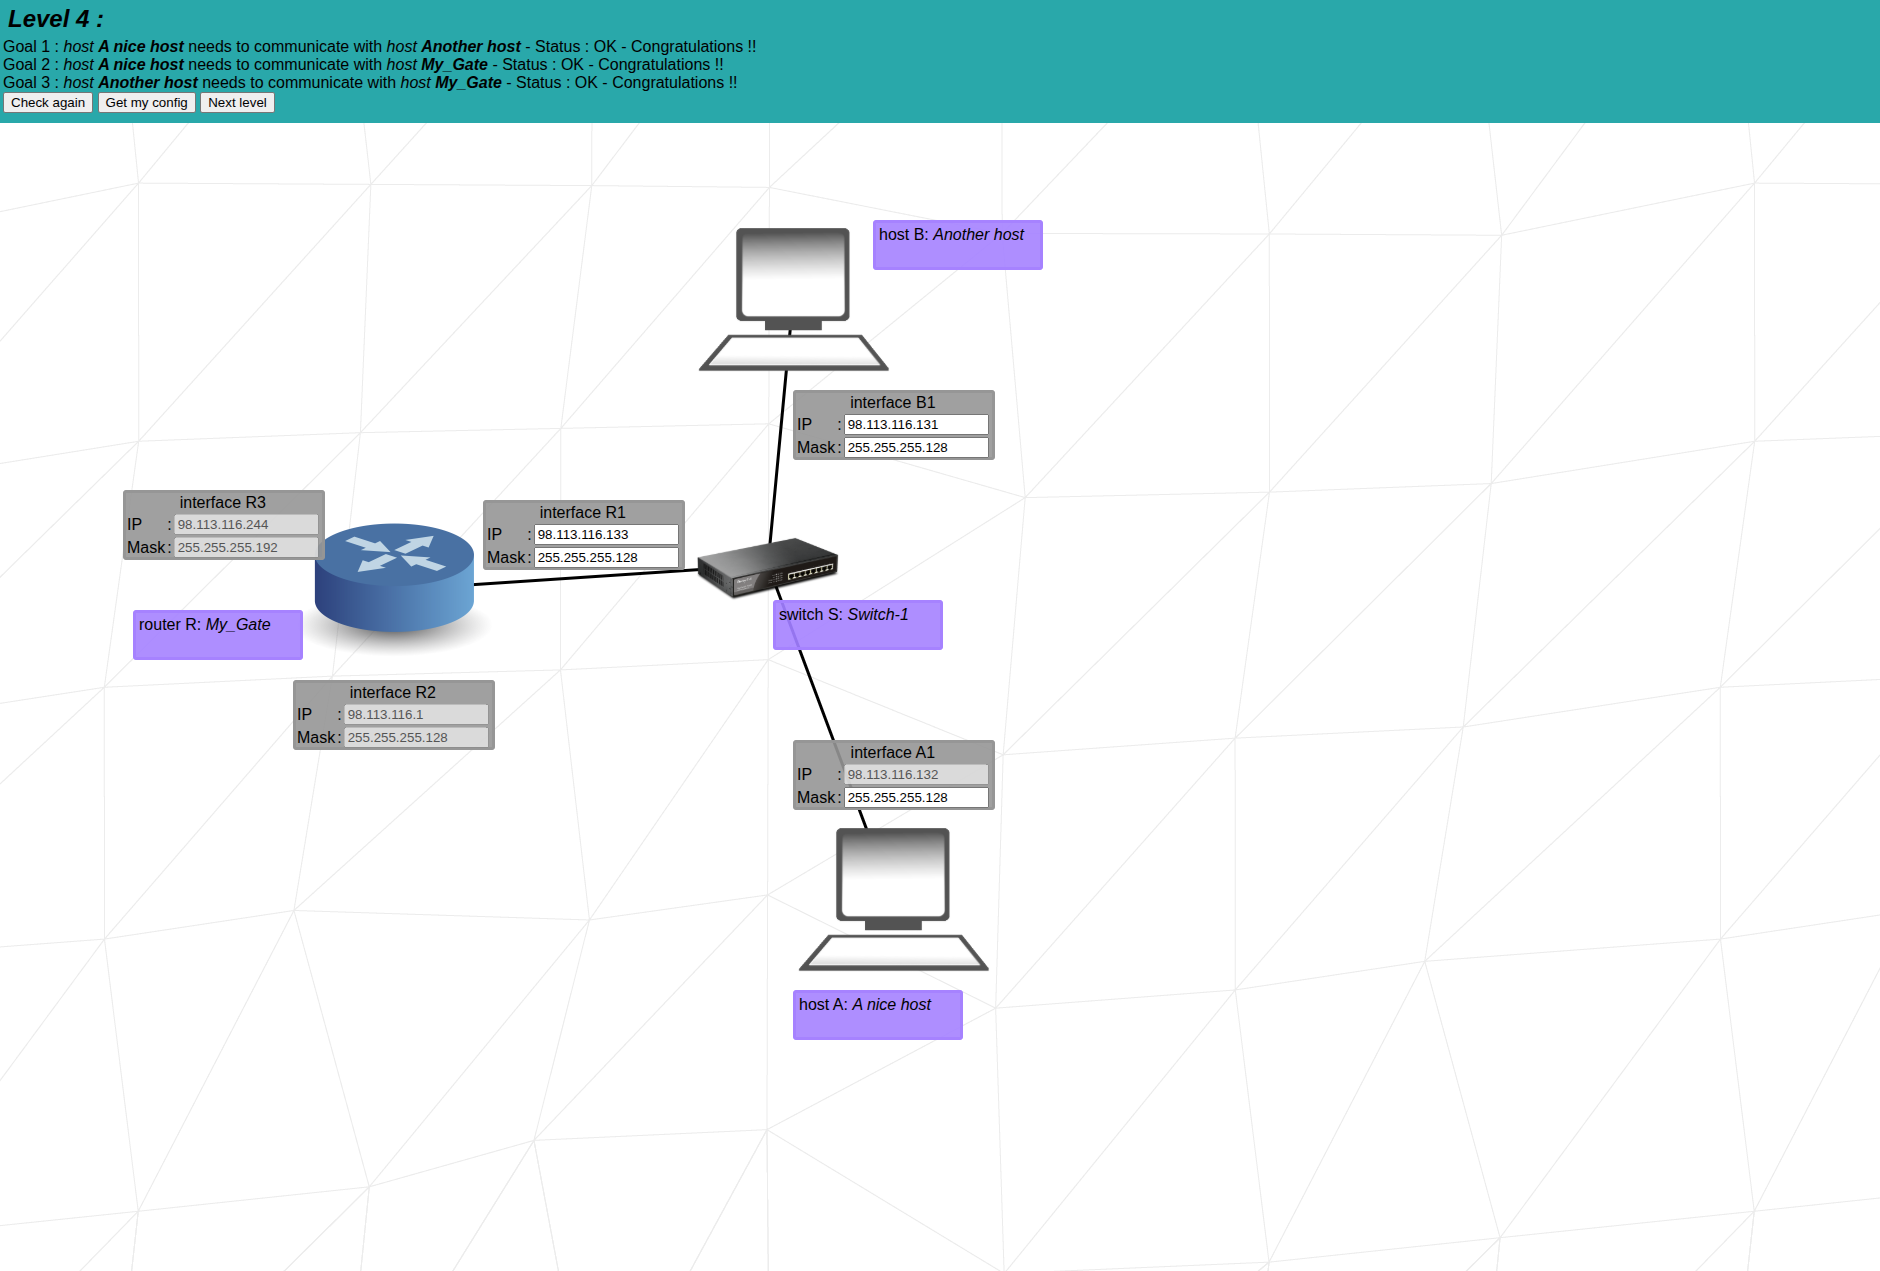 Level 4 :
Goal 1 : host A nice host needs to communicate with host Another host - Status : OK - Congratulations !!
Goal 2 : host A nice host needs to communicate with host My_Gate - Status : OK - Congratulations !!
Goal 3 : host Another host needs to communicate with host My_Gate - Status : OK - Congratulations !!
Check again Get my config Next level
host B: Another host
interface B1
IP : 98.113.116.131
Mask : 255.255.255.128
interface R3
IP : 98.113.116.244
Mask : 255.255.255.192
interface R1
IP : 98.113.116.133
Mask : 255.255.255.128
router R: My_Gate
switch S: Switch-1
interface R2
IP : 98.113.116.1
Mask : 255.255.255.128
interface A1
IP : 98.113.116.132
Mask : 255.255.255.128
host A: A nice host